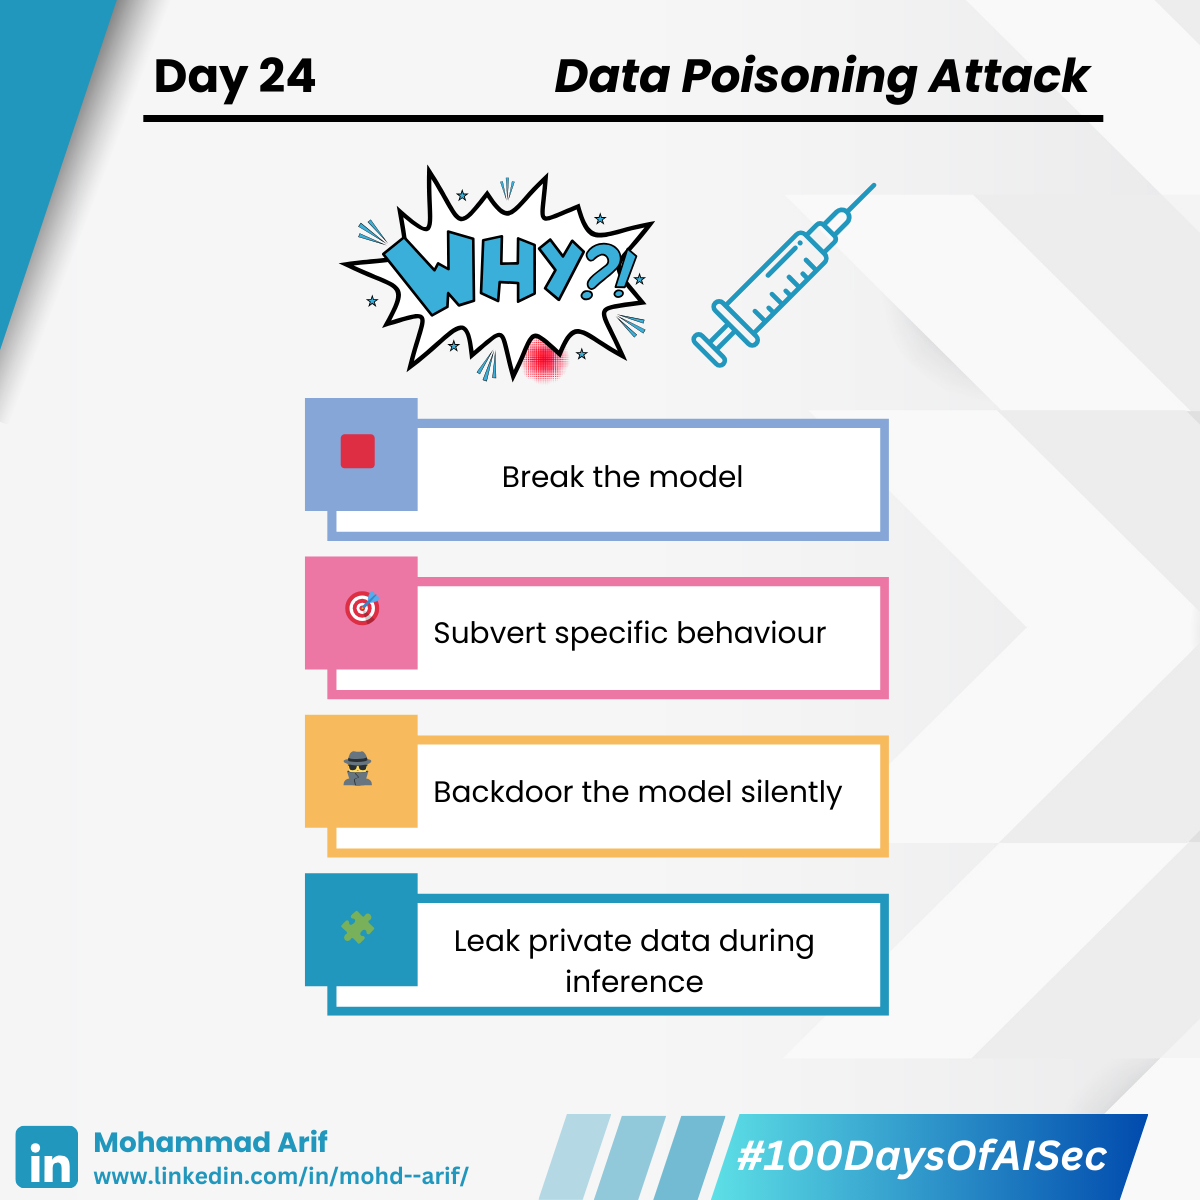 Day 24
Data Poisoning Attack
WHY?!
Break the model
Subvert specific behaviour
Backdoor the model silently
Leak private data during
inference
in
Mohammad Arif
www.linkedin.com/in/mohd--arif/
#100DaysOfAISec